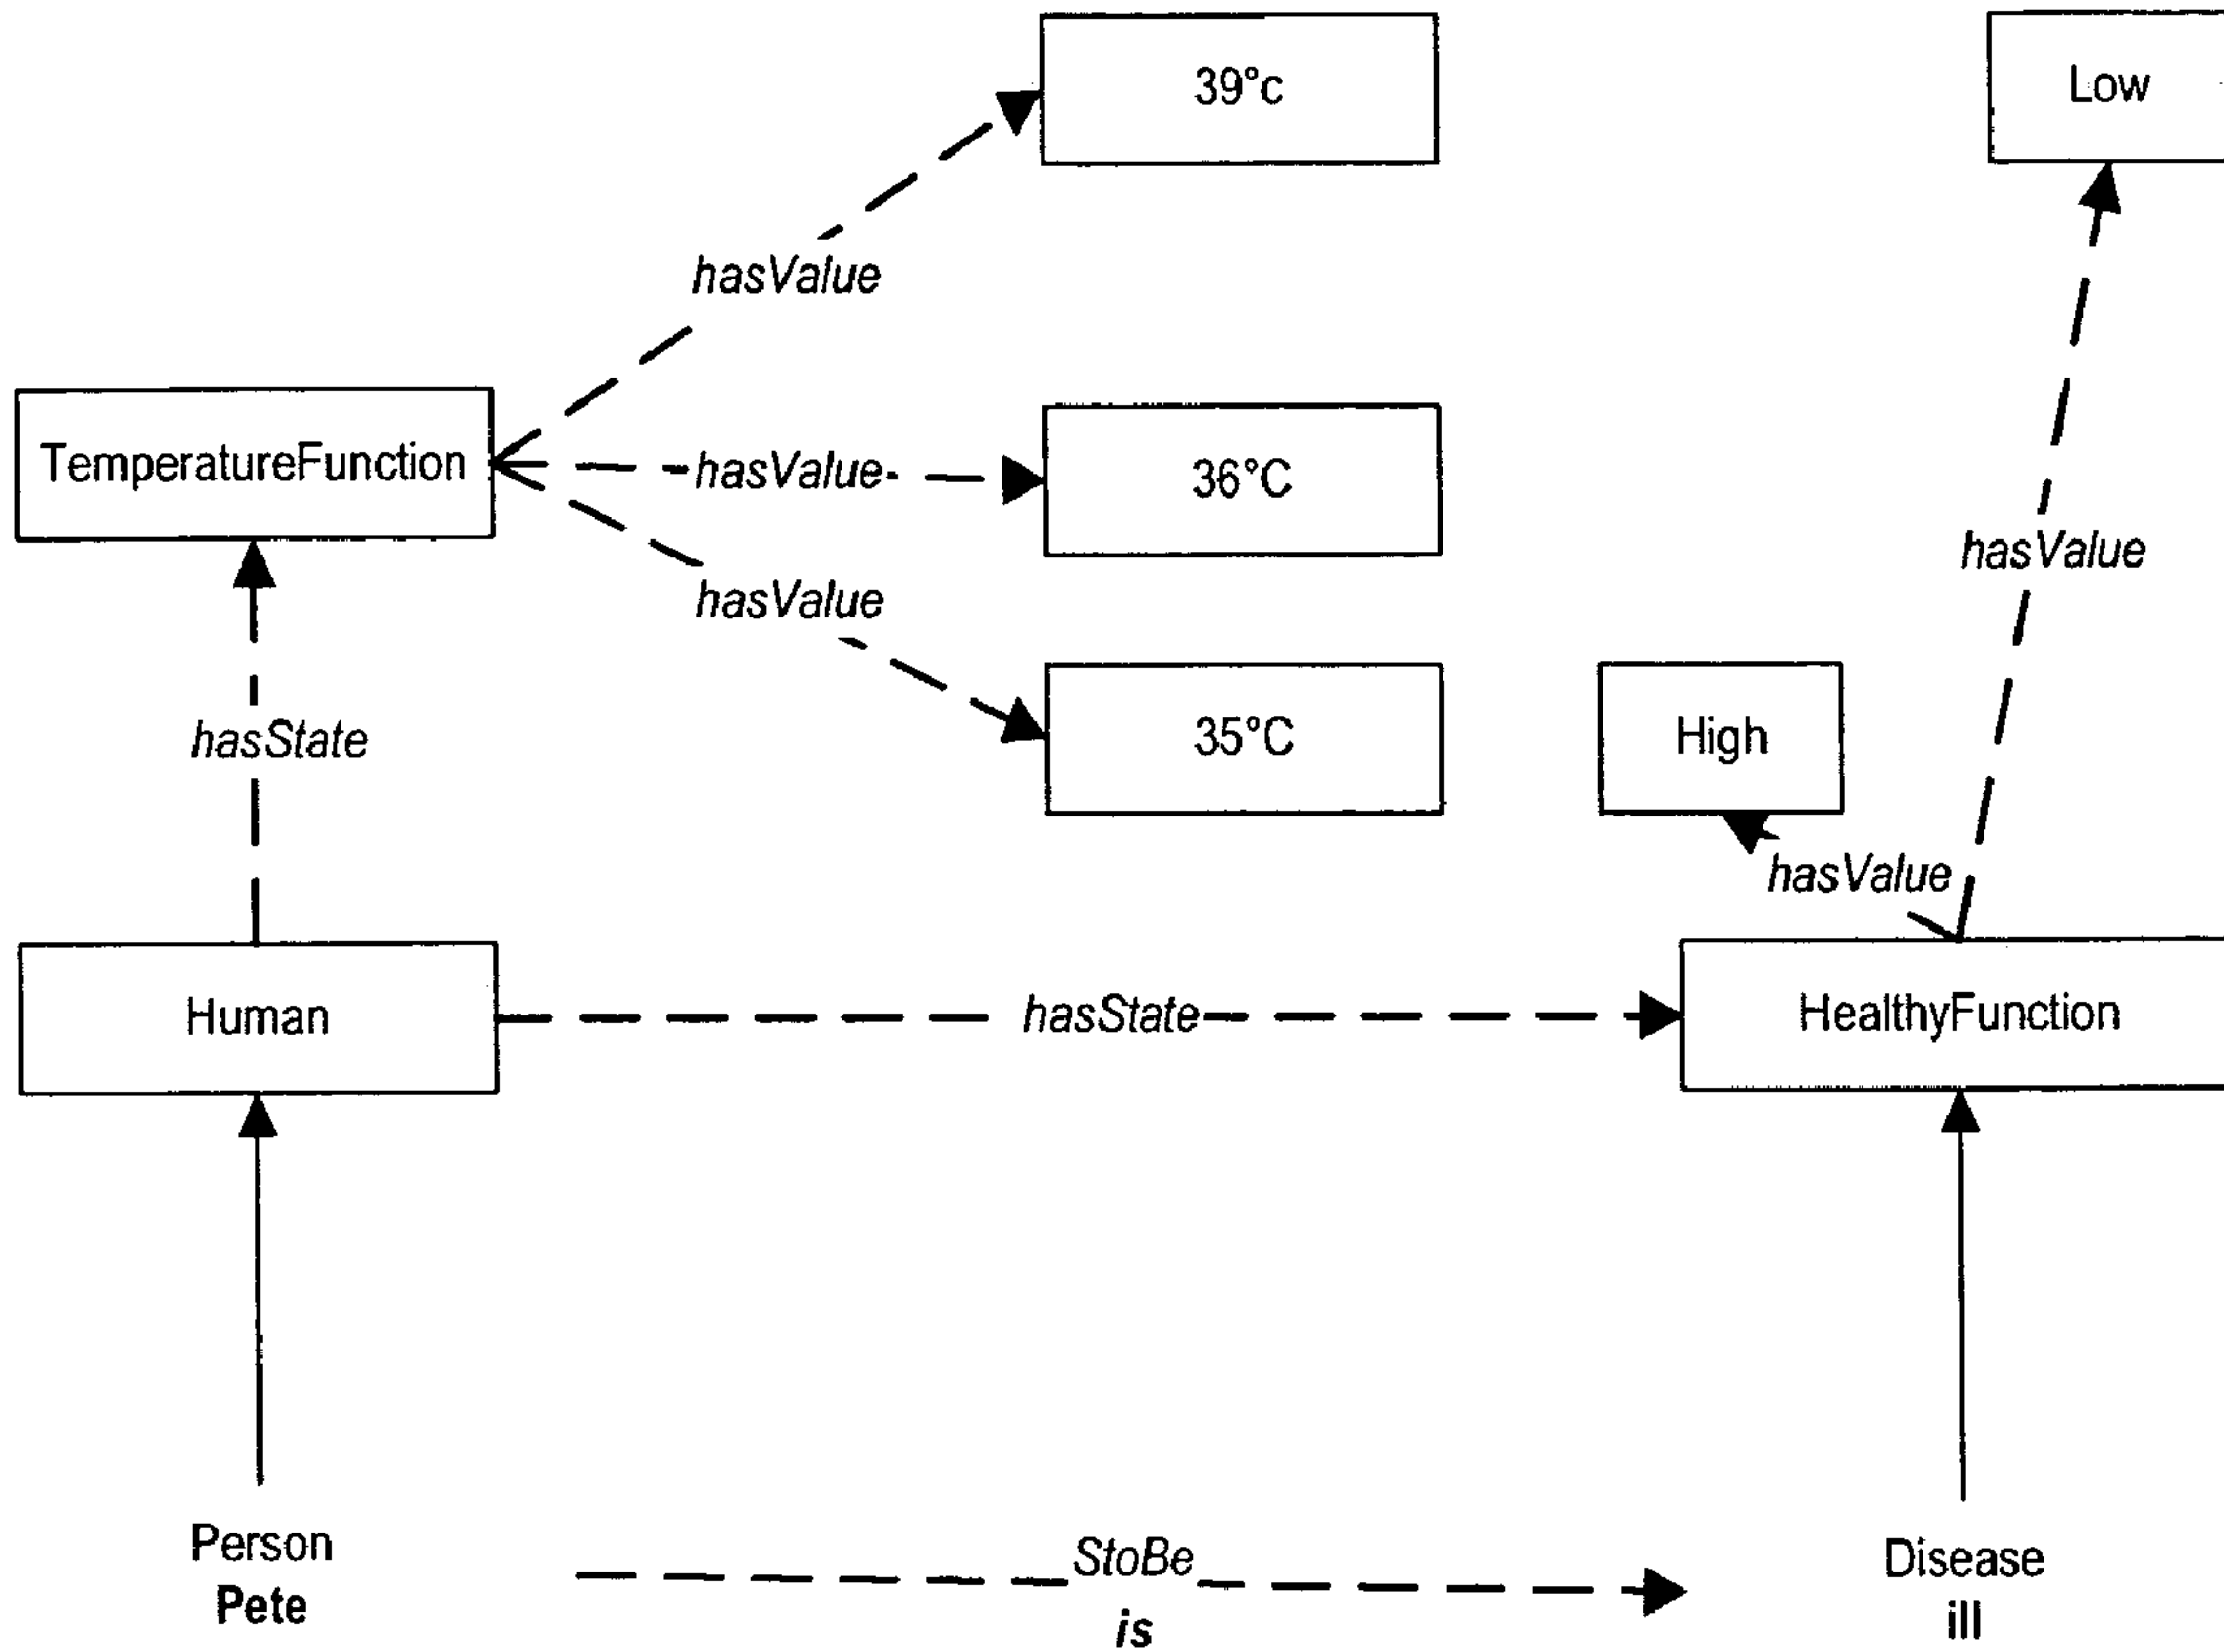 39°c
Low
hasValue
TemperatureFunction
hasValue
36°C
hasValue
hasValue
35°C
High
hasState
hasValue
Human
hasState
HealthyFunction
Person
Pete
StoBe
is
Disease
ill